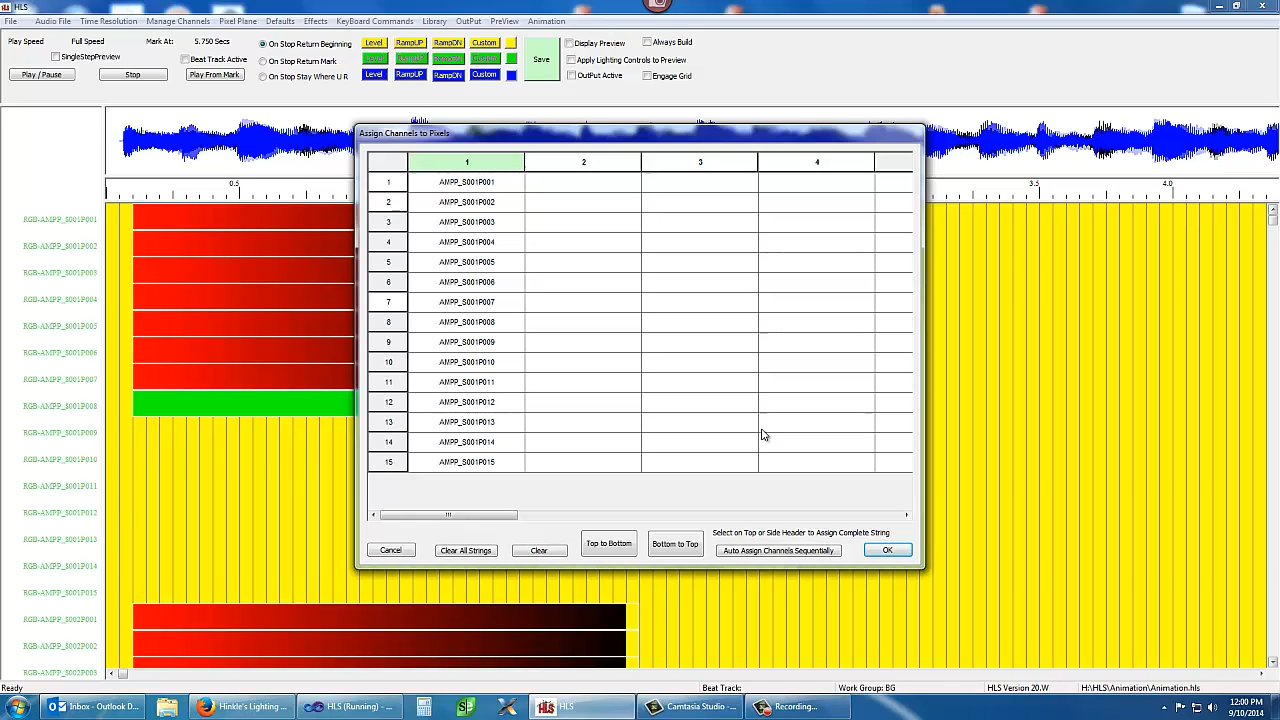 HLS
File Audio File Time Resolution Manage Channels Pixel Plane Defaults Effects KeyBoard Commands Library OutPut PreView Animation
Play Speed Full Speed Mark At: 5.750 Secs On Stop Return Beginning Level RampUP RampDN Custom Display Preview Always Build
SingleStepPreview Beat Track Active On Stop Return Mark Level RampUP RampDN Custom Save Apply Lighting Controls to Preview
Play / Pause Stop Play From Mark On Stop Stay Where U R Level RampUP RampDN Custom OutPut Active Engage Grid
Assign Channels to Pixels
1 2 3 4
1 AMPP_S001P001
2 AMPP_S001P002
3 AMPP_S001P003
4 AMPP_S001P004
5 AMPP_S001P005
6 AMPP_S001P006
7 AMPP_S001P007
8 AMPP_S001P008
9 AMPP_S001P009
10 AMPP_S001P010
11 AMPP_S001P011
12 AMPP_S001P012
13 AMPP_S001P013
14 AMPP_S001P014
15 AMPP_S001P015
Cancel Clear All Strings Clear Top to Bottom Bottom to Top Select on Top or Side Header to Assign Complete String
Auto Assign Channels Sequentially OK
0.5 3.5 4.0
RGB-AMPP_S001P001
RGB-AMPP_S001P002
RGB-AMPP_S001P003
RGB-AMPP_S001P004
RGB-AMPP_S001P005
RGB-AMPP_S001P006
RGB-AMPP_S001P007
RGB-AMPP_S001P008
RGB-AMPP_S001P009
RGB-AMPP_S001P010
RGB-AMPP_S001P011
RGB-AMPP_S001P012
RGB-AMPP_S001P013
RGB-AMPP_S001P014
RGB-AMPP_S001P015
RGB-AMPP_S002P001
RGB-AMPP_S002P002
RGB-AMPP_S002P003
Ready Beat Track: Work Group: BG HLS Version 20.W H:\HLS\Animation\Animation.hls
Inbox - Outlook D... Hinkle's Lighting ... HLS (Running) - ... HLS Camtasia Studio - ... Recording... 12:00 PM
9/10/2014